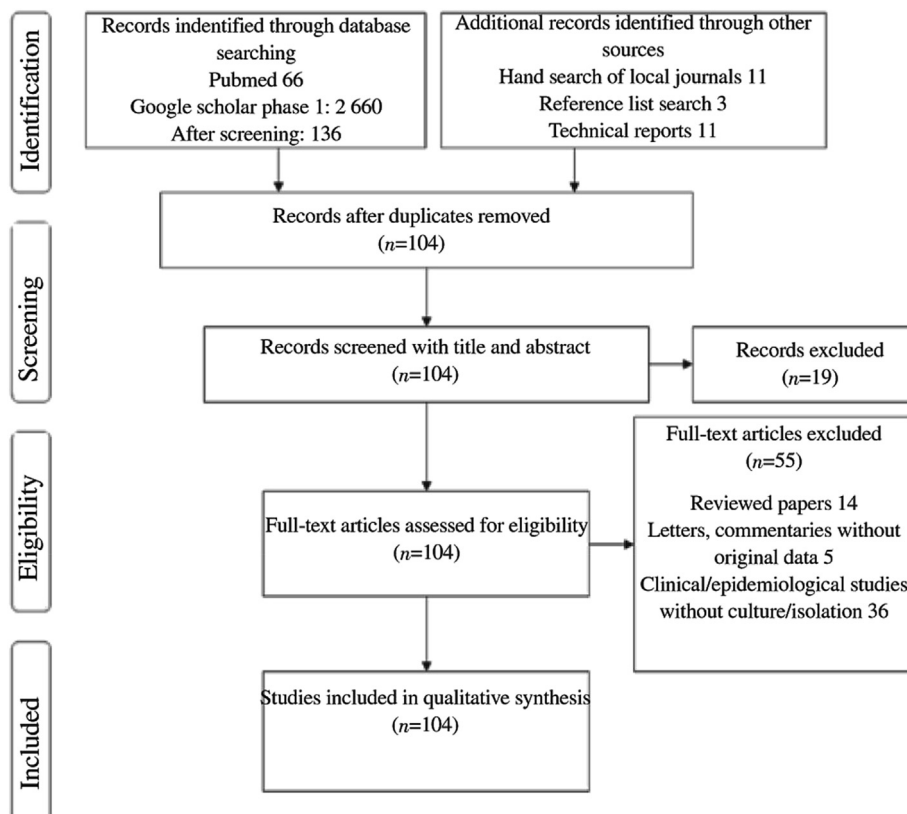 Identification
Records indentified through database
searching
Pubmed 66
Google scholar phase 1: 2 660
After screening: 136
Additional records identified through other
sources
Hand search of local journals 11
Reference list search 3
Technical reports 11
Records after duplicates removed
(n=104)
Screening
Records screened with title and abstract
(n=104)
Records excluded
(n=19)
Eligibility
Full-text articles assessed for eligibility
(n=104)
Full-text articles excluded
(n=55)
Reviewed papers 14
Letters, commentaries without
original data 5
Clinical/epidemiological studies
without culture/isolation 36
Included
Studies included in qualitative synthesis
(n=104)